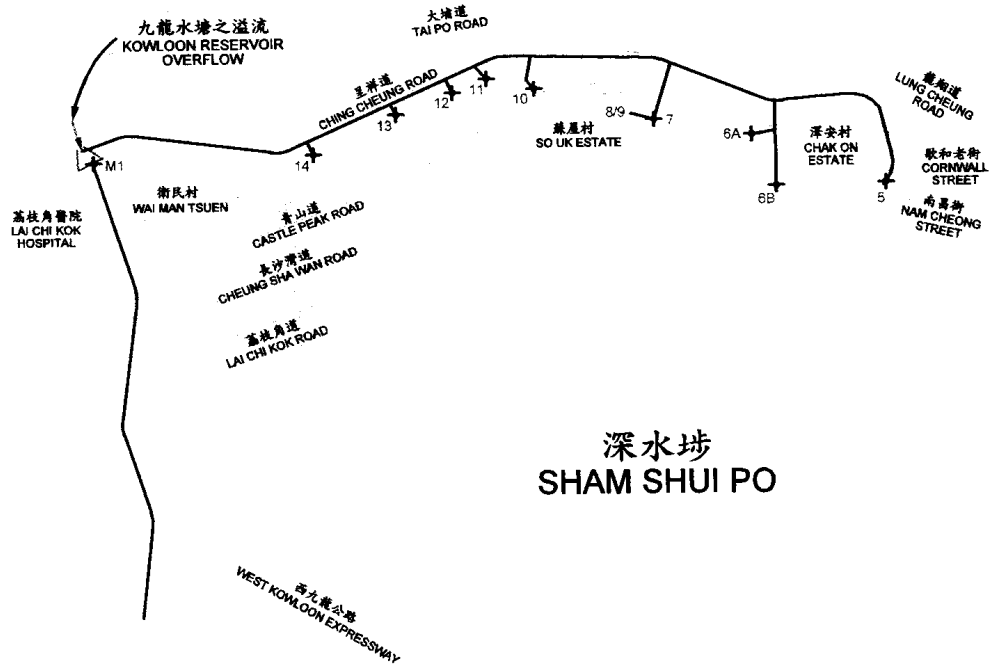 大埔道
TAI PO ROAD
九龍水塘之溢流
KOWLOON RESERVOIR
OVERFLOW
呈祥道
CHING CHEUNG ROAD
龍翔道
LUNG CHEUNG
ROAD
11
12
10
13
8/9
7
蘇屋村
SO UK ESTATE
6A
澤安村
CHAK ON
ESTATE
歌和老街
CORNWALL
STREET
M1
14
衛民村
WAI MAN TSUEN
6B
5
南昌街
NAM CHEONG
STREET
荔枝角醫院
LAI CHI KOK
HOSPITAL
青山道
CASTLE PEAK ROAD
長沙灣道
CHEUNG SHA WAN ROAD
荔枝角道
LAI CHI KOK ROAD
深水埗
SHAM SHUI PO
西九龍公路
WEST KOWLOON EXPRESSWAY